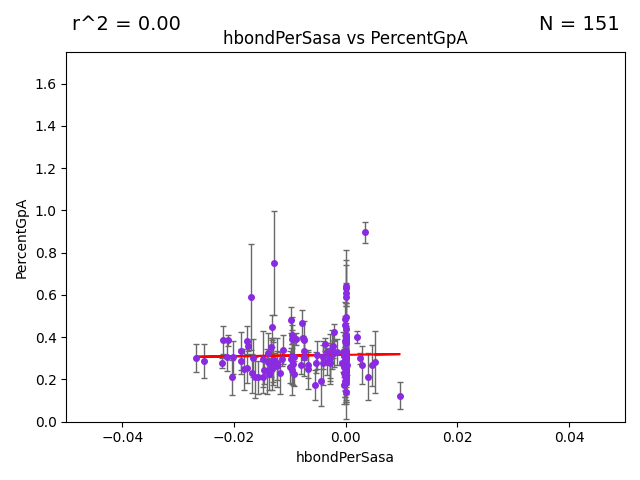 r^2 = 0.00
N = 151
hbondPerSasa vs PercentGpA
PercentGpA
1.6
1.4
1.2
1.0
0.8
0.6
0.4
0.2
0.0
−0.04
−0.02
0.00
0.02
0.04
hbondPerSasa